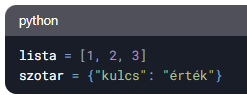 python
lista = [1, 2, 3]
szotar = {"kulcs": "érték"}